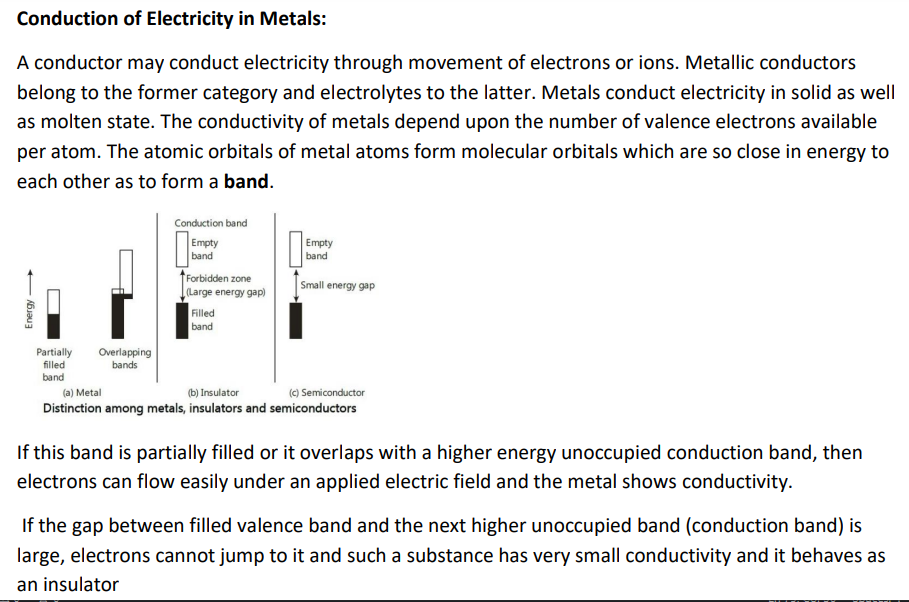 Conduction of Electricity in Metals:
A conductor may conduct electricity through movement of electrons or ions. Metallic conductors
belong to the former category and electrolytes to the latter. Metals conduct electricity in solid as well
as molten state. The conductivity of metals depend upon the number of valence electrons available
per atom. The atomic orbitals of metal atoms form molecular orbitals which are so close in energy to
each other as to form a band.
Energy
Partially
filled
band
Overlapping
bands
(a) Metal
Conduction band
Empty
band
Forbidden zone
(Large energy gap)
Filled
band
(b) Insulator
Empty
band
Small energy gap
(c) Semiconductor
Distinction among metals, insulators and semiconductors
If this band is partially filled or it overlaps with a higher energy unoccupied conduction band, then
electrons can flow easily under an applied electric field and the metal shows conductivity.
If the gap between filled valence band and the next higher unoccupied band (conduction band) is
large, electrons cannot jump to it and such a substance has very small conductivity and it behaves as
an insulator